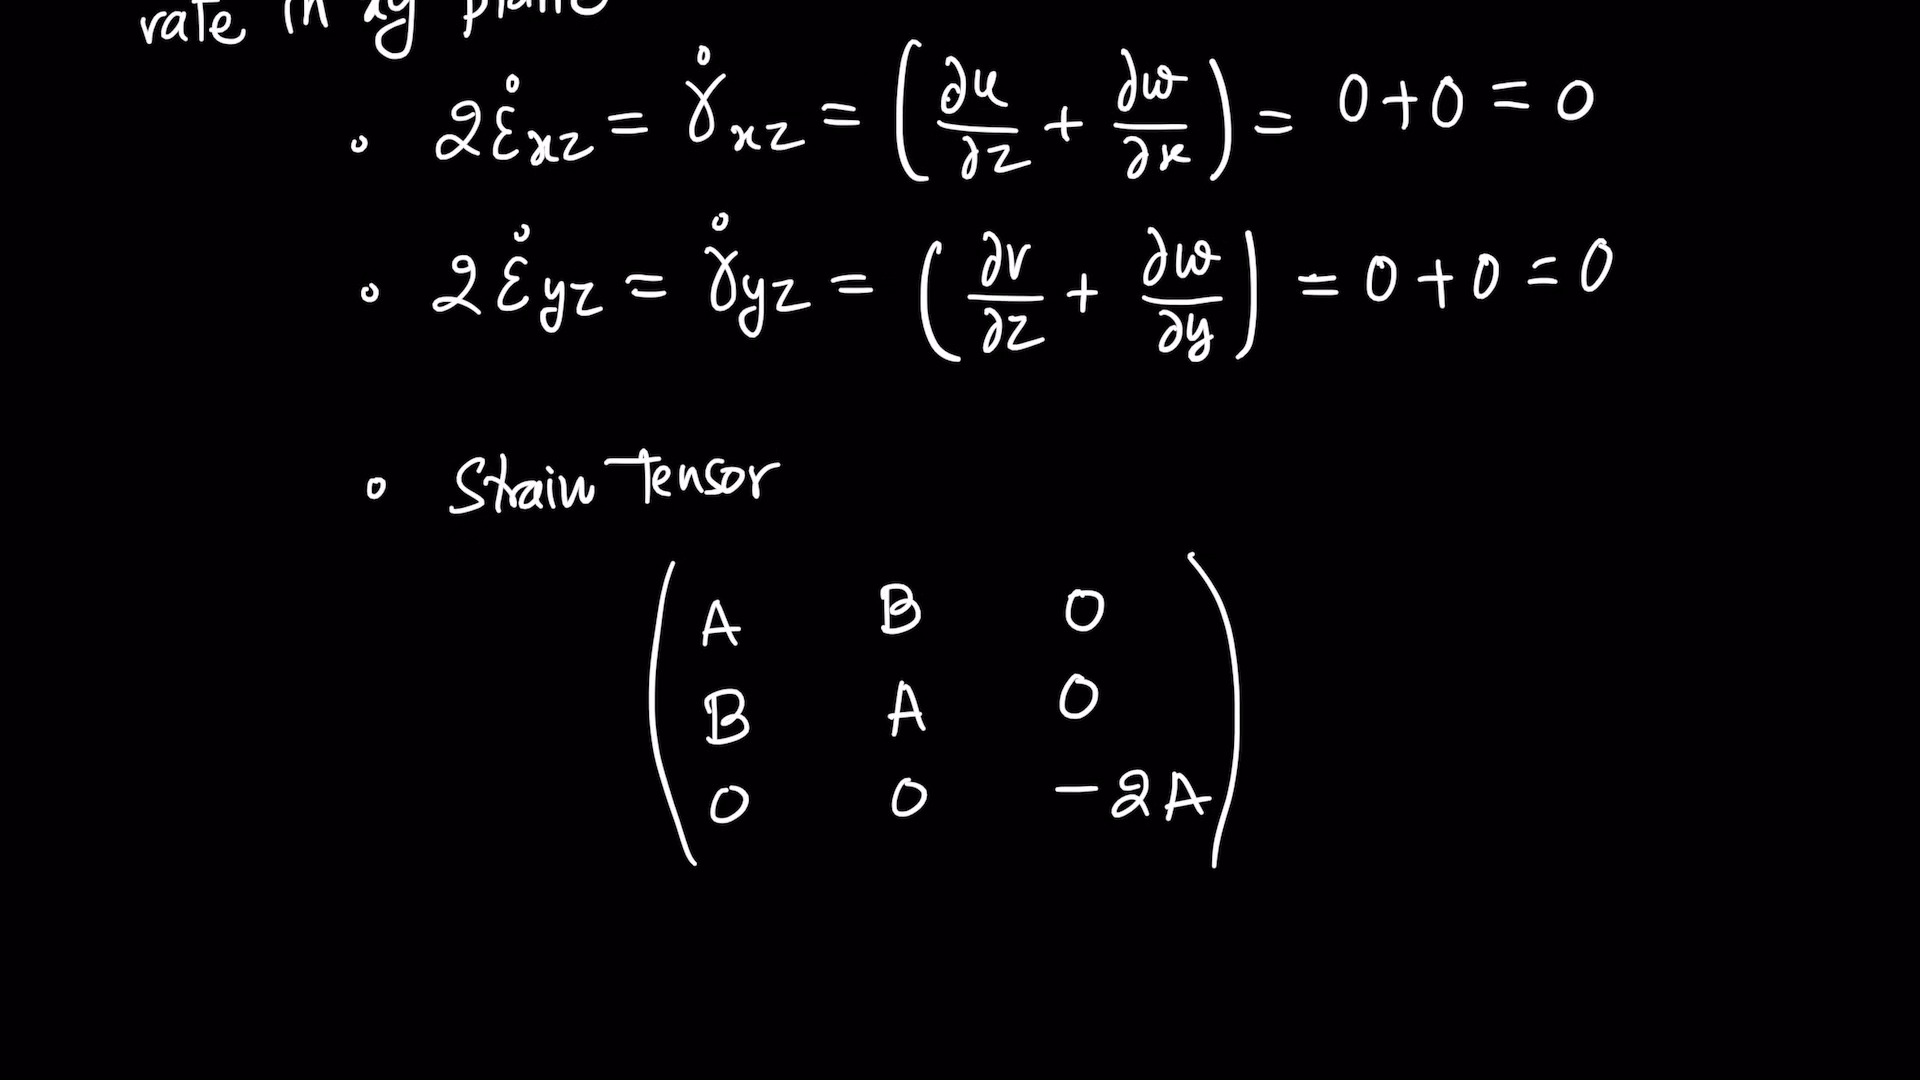 rate in xy plane
• 2ε̇xz = γ̇xz = (∂u/∂z + ∂w/∂x) = 0+0 = 0
• 2ε̇yz = γ̇yz = (∂v/∂z + ∂w/∂y) = 0+0 = 0
• Strain Tensor
A B 0
B A 0
0 0 -2A